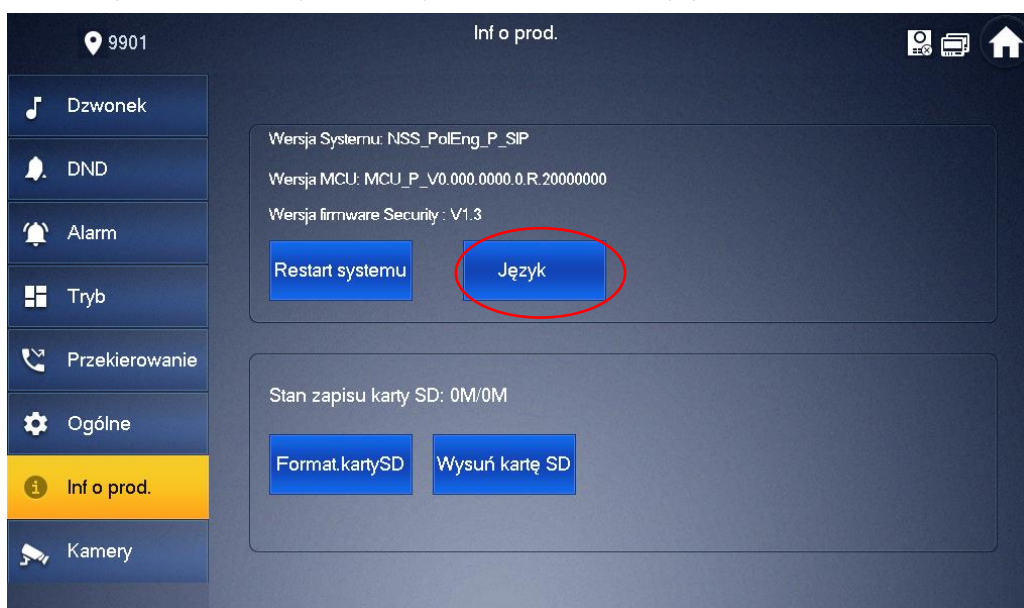 9901
Inf o prod.
Dzwonek
DND
Alarm
Tryb
Przekierowanie
Ogólne
Inf o prod.
Kamery
Wersja Systemu: NSS_PolEng_P_SIP
Wersja MCU: MCU_P_V0.000.0000.0.R.20000000
Wersja firmware Security : V1.3
Restart systemu
Język
Stan zapisu karty SD: 0M/0M
Format.kartySD
Wysuń kartę SD